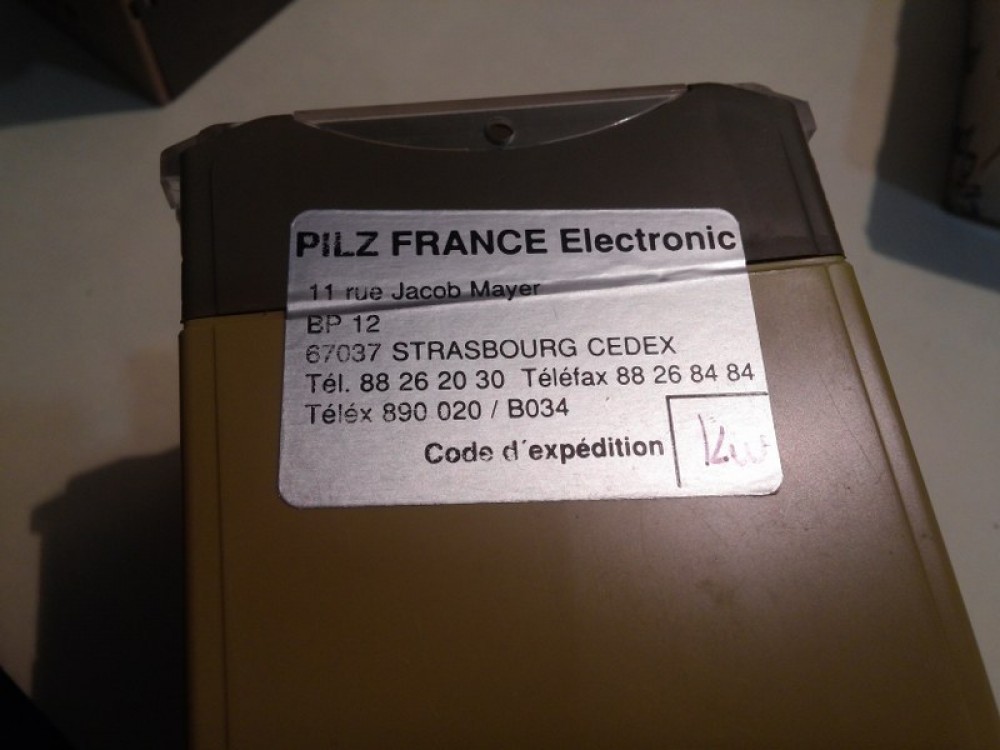 PILZ FRANCE Electronic
11 rue Jacob Mayer
BP 12
67037 STRASBOURG CEDEX
Tél. 88 26 20 30 Téléfax 88 26 84 84
Téléx 890 020 / B034
Code d´expédition